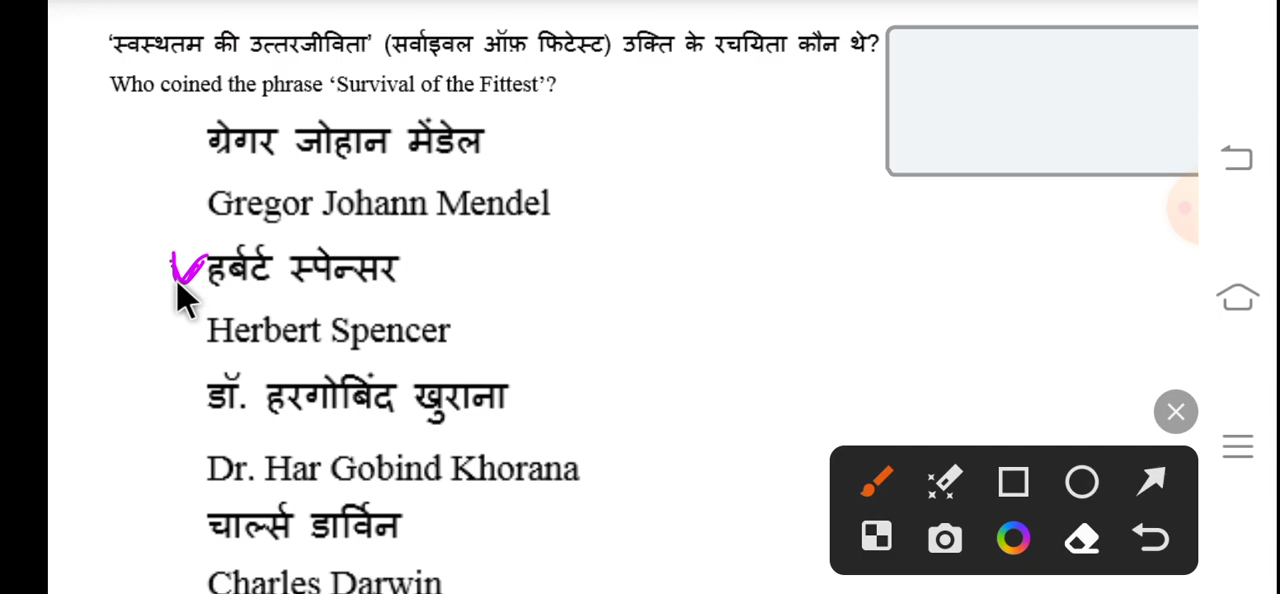 ‘स्वस्थतम की उत्तरजीविता’ (सर्वाइवल ऑफ़ फिटेस्ट) उक्ति के रचयिता कौन थे?
Who coined the phrase ‘Survival of the Fittest’?
ग्रेगर जोहान मेंडेल
Gregor Johann Mendel
हर्बर्ट स्पेन्सर
Herbert Spencer
डॉ. हरगोबिंद खुराना
Dr. Har Gobind Khorana
चार्ल्स डार्विन
Charles Darwin